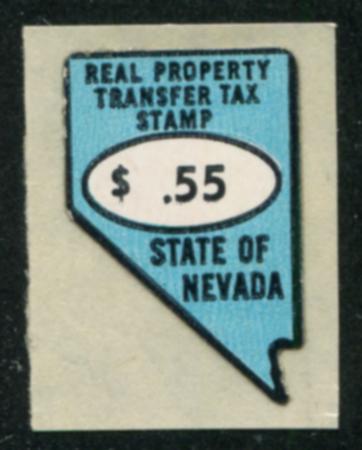 REAL PROPERTY
TRANSFER TAX
STAMP
$ .55
STATE OF
NEVADA